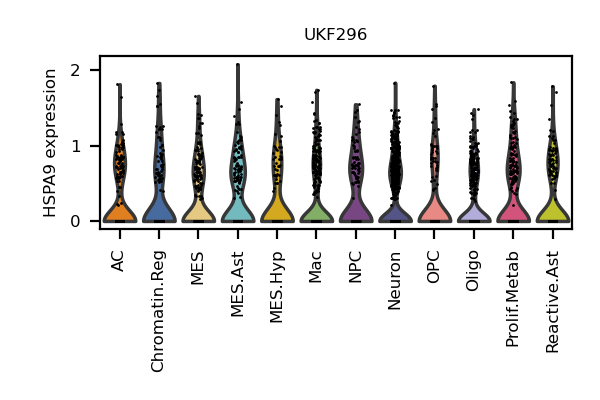 UKF296
HSPA9 expression
2
1
0
AC
Chromatin.Reg
MES
MES.Ast
MES.Hyp
Mac
NPC
Neuron
OPC
Oligo
Prolif.Metab
Reactive.Ast